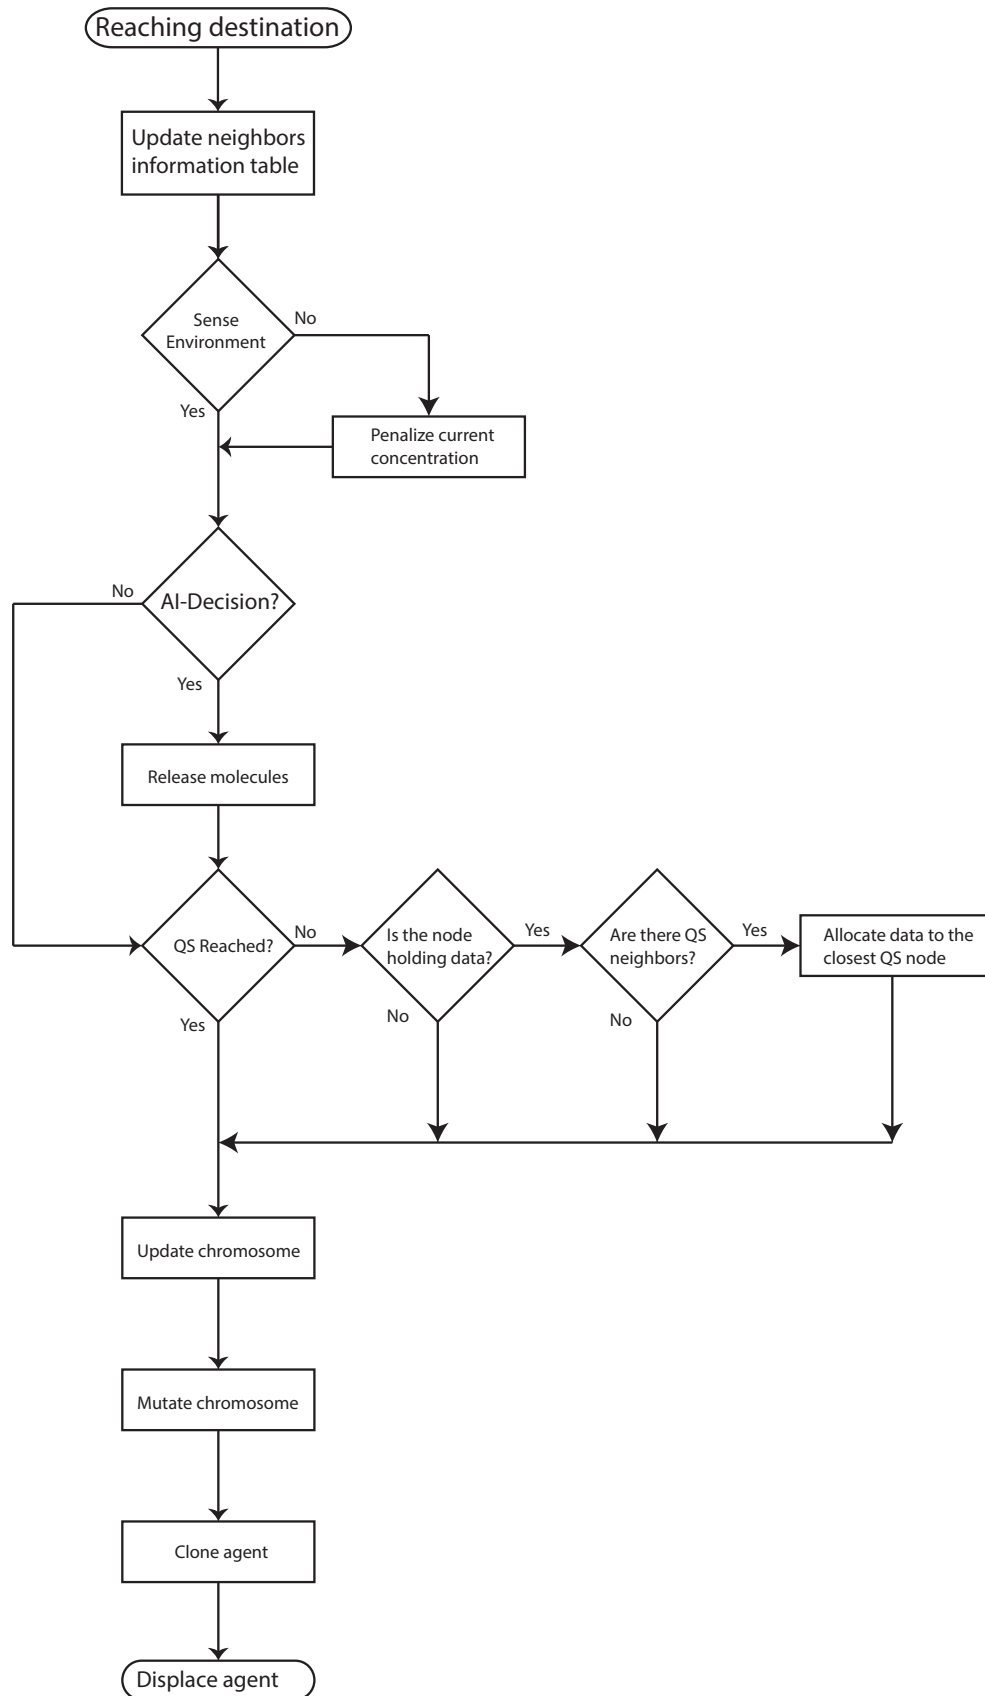 Reaching destination
Update neighbors
information table
Sense
Environment
No
Yes
Penalize current
concentration
No
AI-Decision?
Yes
Release molecules
QS Reached?
No
Yes
Is the node
holding data?
Yes
No
Are there QS
neighbors?
Yes
No
Allocate data to the
closest QS node
Update chromosome
Mutate chromosome
Clone agent
Displace agent